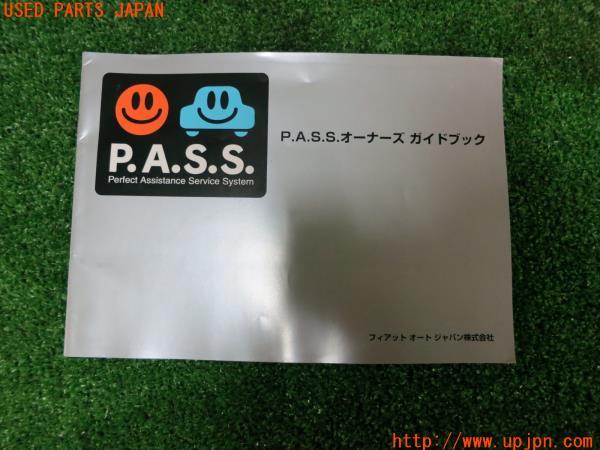 USED PARTS JAPAN
P.A.S.S.
Perfect Assistance Service System
P.A.S.S.オーナーズ ガイドブック
フィアット オート ジャパン株式会社
http://www.upjpn.com